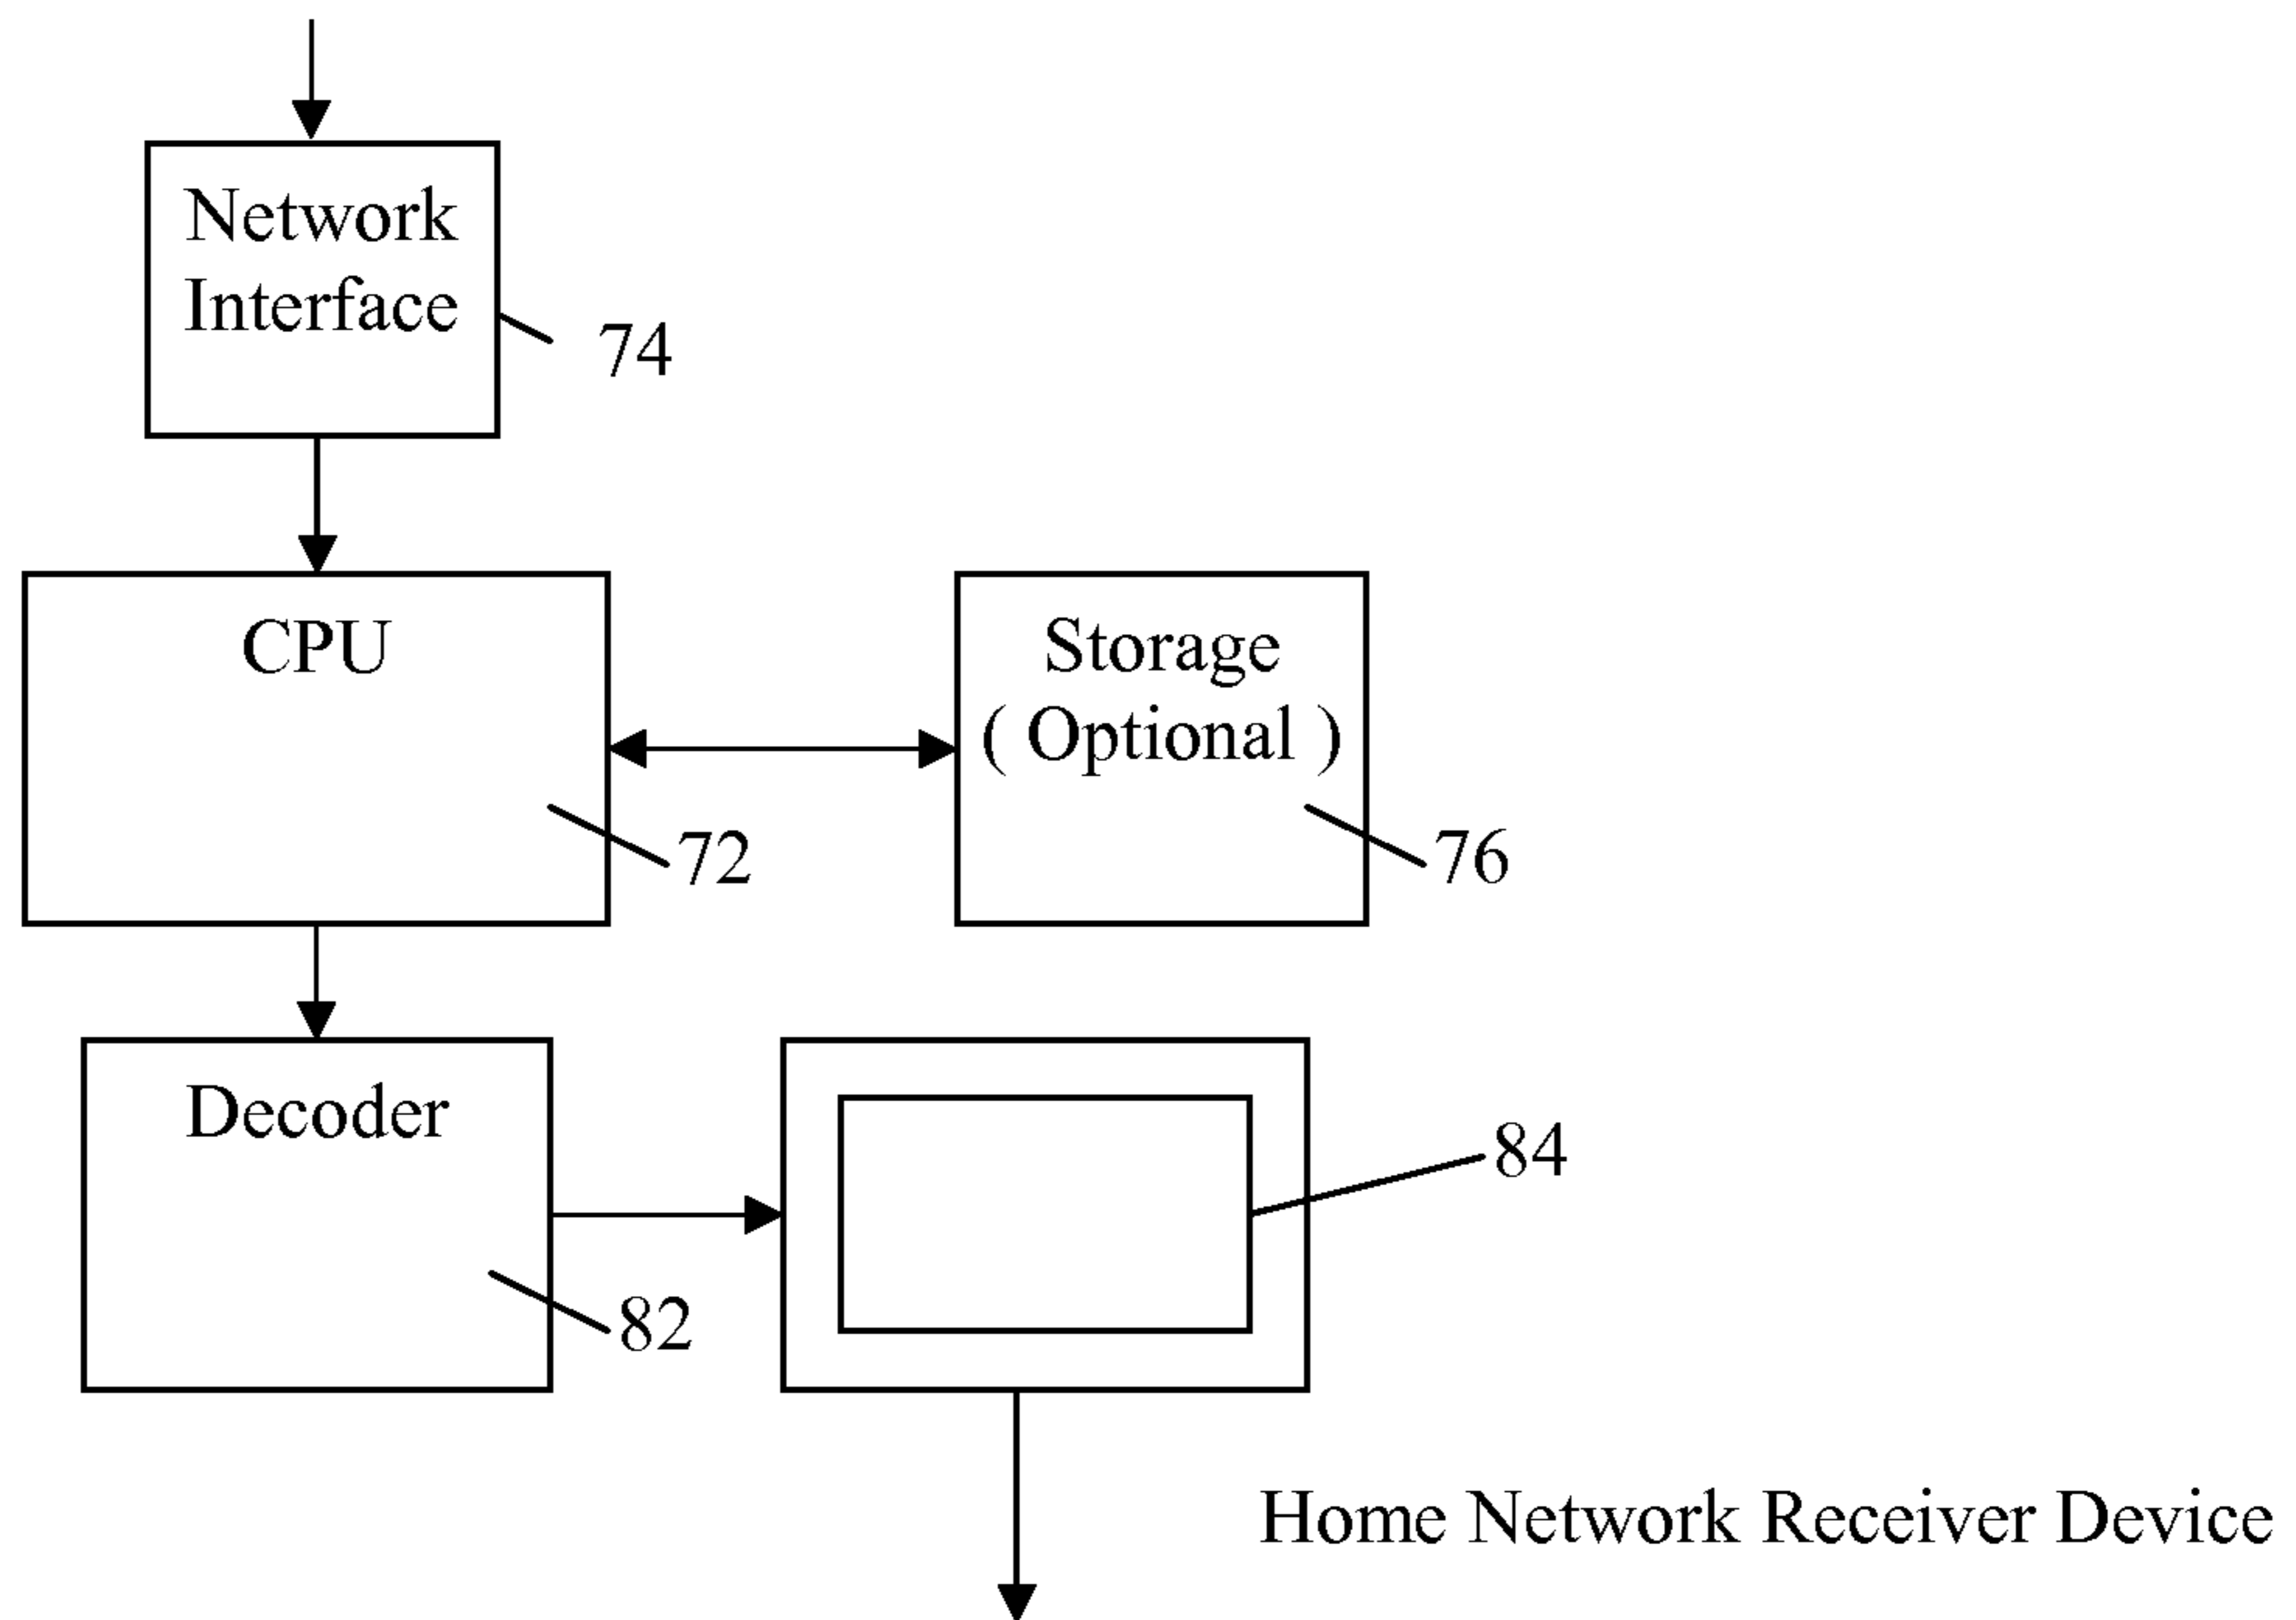 Network
Interface
74
CPU
Storage
( Optional )
72
76
Decoder
84
82
Home Network Receiver Device